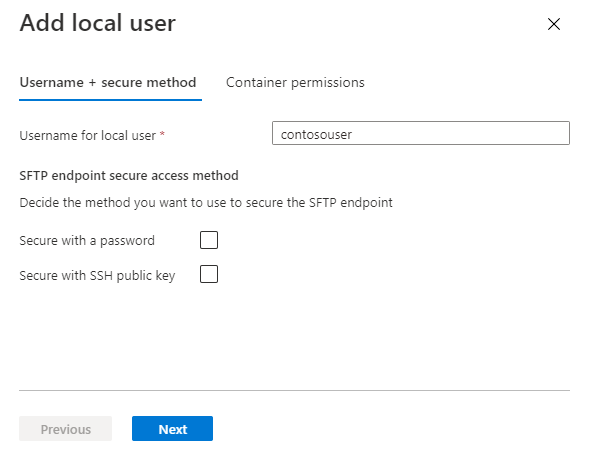 Add local user
Username + secure method Container permissions
Username for local user * contosouser
SFTP endpoint secure access method
Decide the method you want to use to secure the SFTP endpoint
Secure with a password
Secure with SSH public key
Previous Next